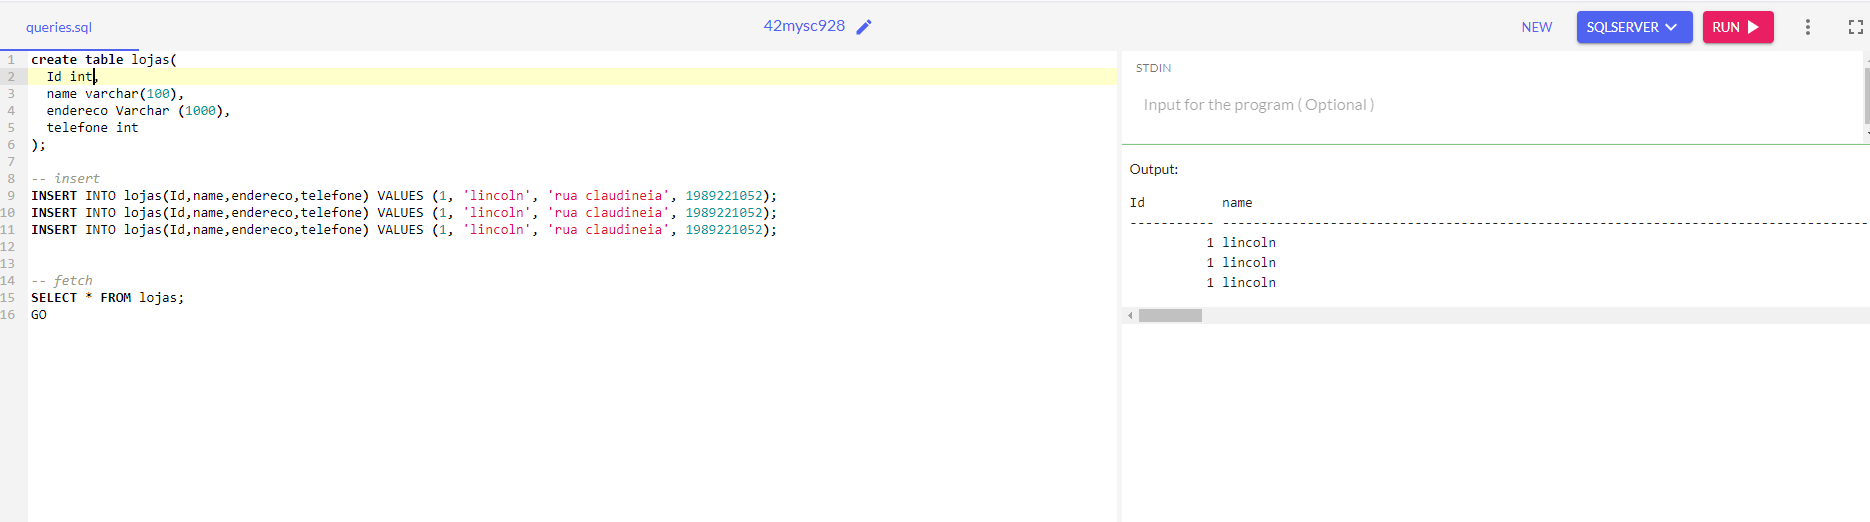 queries.sql
42mysc928
NEW
SQLSERVER
RUN
1 create table lojas(
2 Id int,
3 name varchar(100),
4 endereco Varchar (1000),
5 telefone int
6 );
7
8 -- insert
9 INSERT INTO lojas(Id,name,endereco,telefone) VALUES (1, 'lincoln', 'rua claudineia', 1989221052);
10 INSERT INTO lojas(Id,name,endereco,telefone) VALUES (1, 'lincoln', 'rua claudineia', 1989221052);
11 INSERT INTO lojas(Id,name,endereco,telefone) VALUES (1, 'lincoln', 'rua claudineia', 1989221052);
12
13
14 -- fetch
15 SELECT * FROM lojas;
16 GO
STDIN
Input for the program ( Optional )
Output:
Id name
----------- ------------------------------------------------------------------------------------
1 lincoln
1 lincoln
1 lincoln